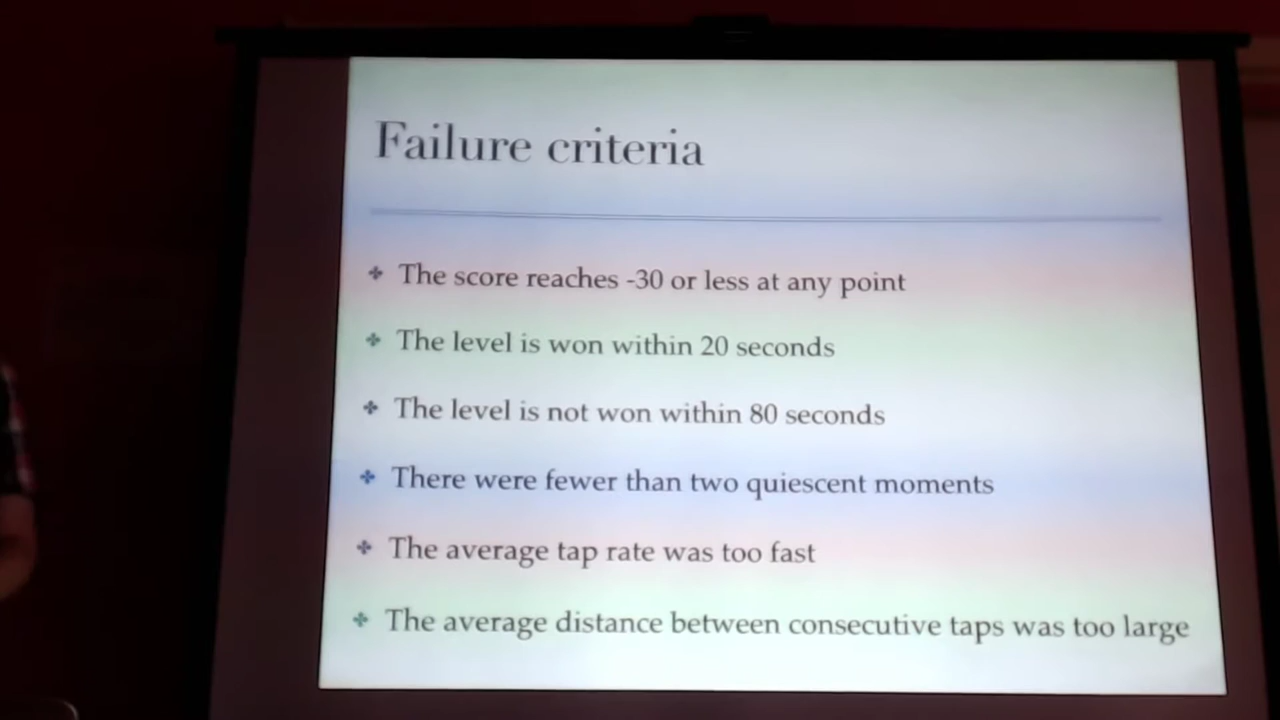 Failure criteria
The score reaches -30 or less at any point
The level is won within 20 seconds
The level is not won within 80 seconds
There were fewer than two quiescent moments
The average tap rate was too fast
The average distance between consecutive taps was too large